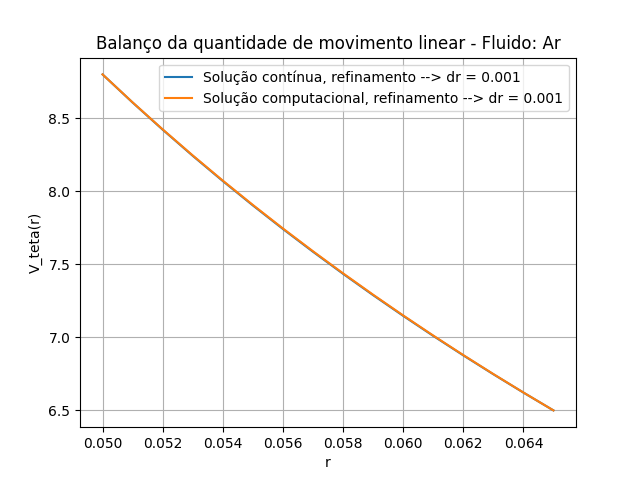 Balanço da quantidade de movimento linear - Fluido: Ar
Solução contínua, refinamento --> dr = 0.001
Solução computacional, refinamento --> dr = 0.001
V_teta(r)
8.5
8.0
7.5
7.0
6.5
0.050 0.052 0.054 0.056 0.058 0.060 0.062 0.064
r